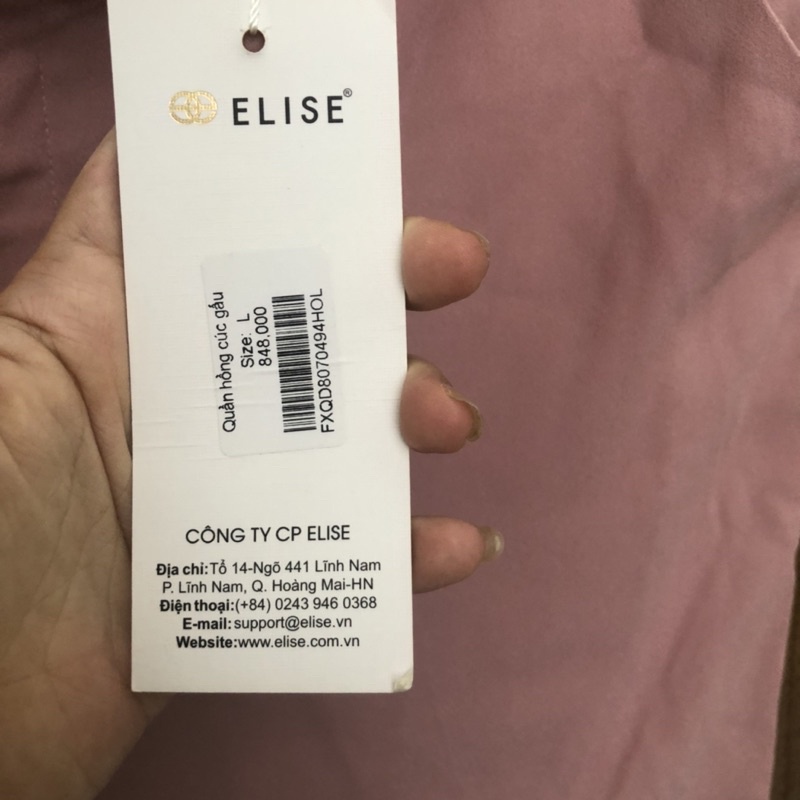 ELISE®
Quần hồng cúc gấu
Size: L
848.000
FXQD8070494HOL
CÔNG TY CP ELISE
Địa chỉ:Tổ 14-Ngõ 441 Lĩnh Nam
P. Lĩnh Nam, Q. Hoàng Mai-HN
Điện thoại:(+84) 0243 946 0368
E-mail:support@elise.vn
Website:www.elise.com.vn